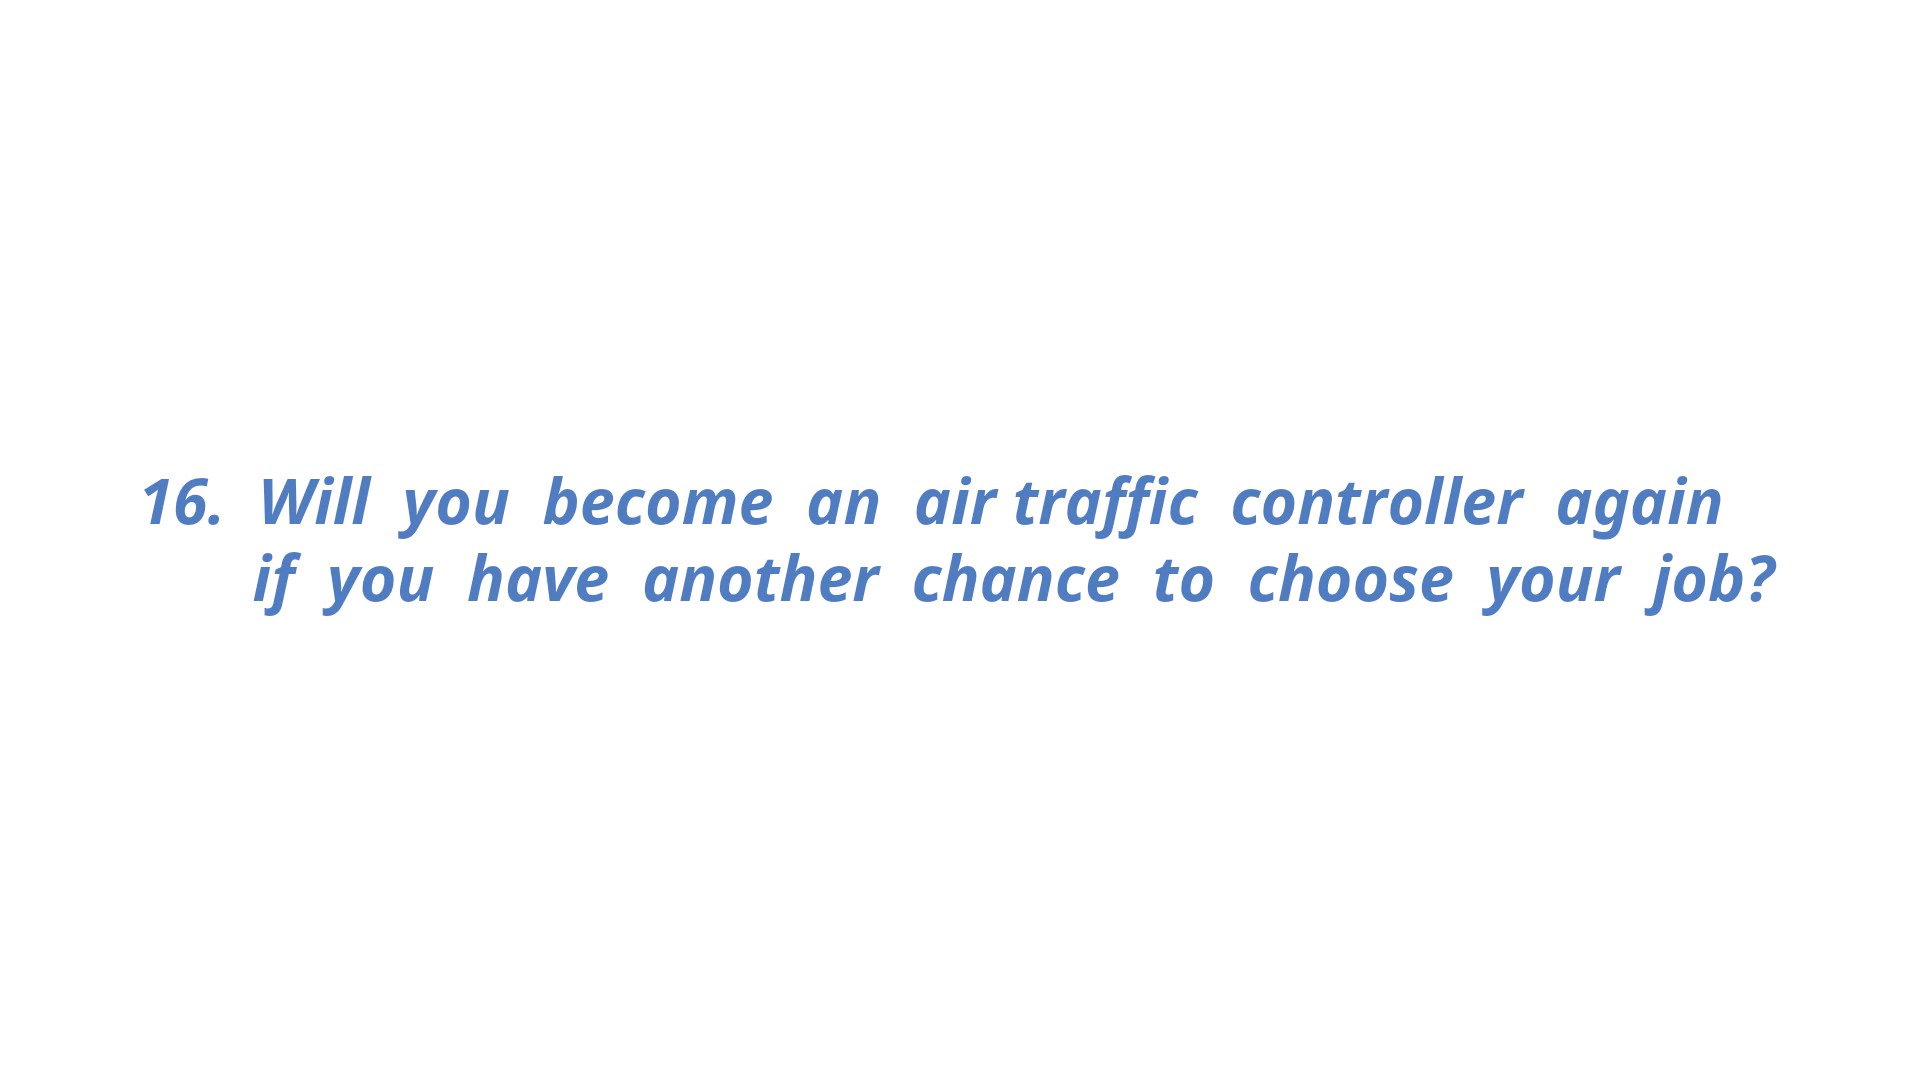 16. Will you become an air traffic controller again
if you have another chance to choose your job?